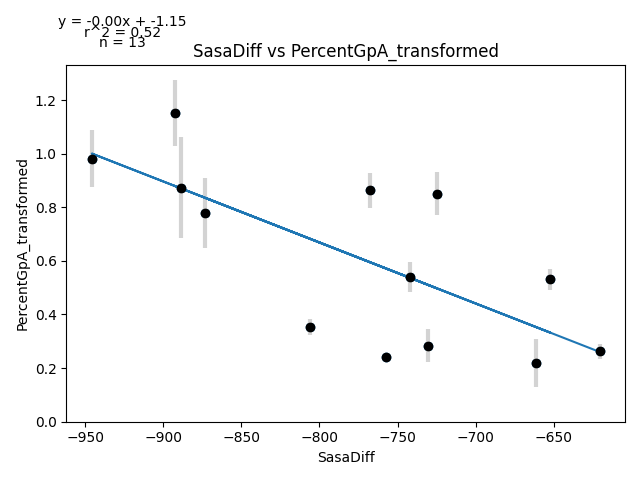 y = -0.00x + -1.15
r^2 = 0.52
n = 13
SasaDiff vs PercentGpA_transformed
PercentGpA_transformed
1.2
1.0
0.8
0.6
0.4
0.2
0.0
−950 −900 −850 −800 −750 −700 −650
SasaDiff